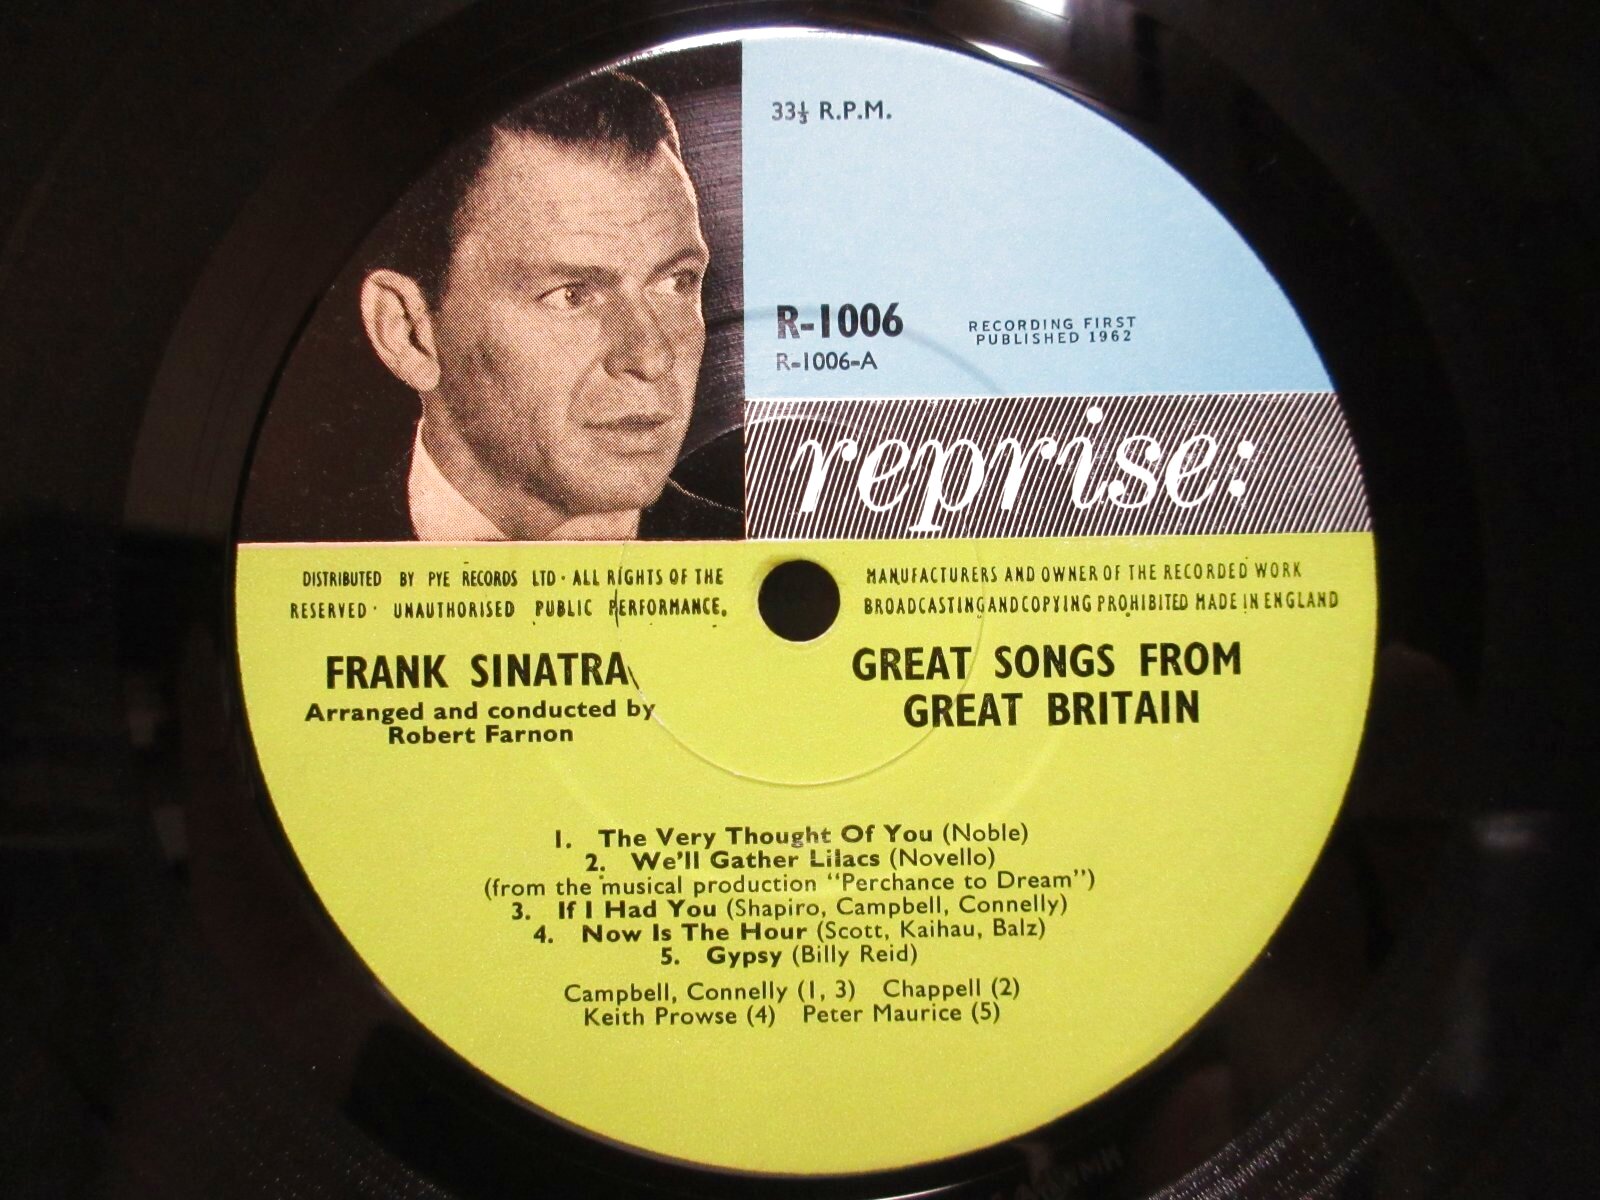 33⅓ R.P.M.
R-1006
R-1006-A
RECORDING FIRST
PUBLISHED 1962
reprise:
DISTRIBUTED BY PYE RECORDS LTD · ALL RIGHTS OF THE MANUFACTURERS AND OWNER OF THE RECORDED WORK
RESERVED · UNAUTHORISED PUBLIC PERFORMANCE, BROADCASTING AND COPYING PROHIBITED MADE IN ENGLAND
FRANK SINATRA
Arranged and conducted by
Robert Farnon
GREAT SONGS FROM
GREAT BRITAIN
1. The Very Thought Of You (Noble)
2. We'll Gather Lilacs (Novello)
(from the musical production "Perchance to Dream")
3. If I Had You (Shapiro, Campbell, Connelly)
4. Now Is The Hour (Scott, Kaihau, Balz)
5. Gypsy (Billy Reid)
Campbell, Connelly (1, 3) Chappell (2)
Keith Prowse (4) Peter Maurice (5)